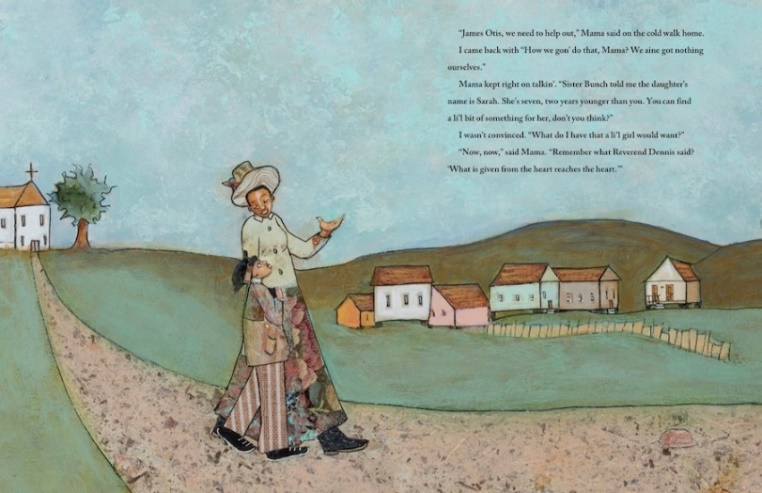 “James Otis, we need to help out,” Mama said on the cold walk home.
I came back with “How we gon’ do that, Mama? We aine got nothing
ourselves.”
Mama kept right on talkin’. “Sister Bunch told me the daughter’s
name is Sarah. She’s seven, two years younger than you. You can find
a li’l bit of something for her, don’t you think?”
I wasn’t convinced. “What do I have that a li’l girl would want?”
“Now, now,” said Mama. “Remember what Reverend Dennis said?
‘What is given from the heart reaches the heart.’”